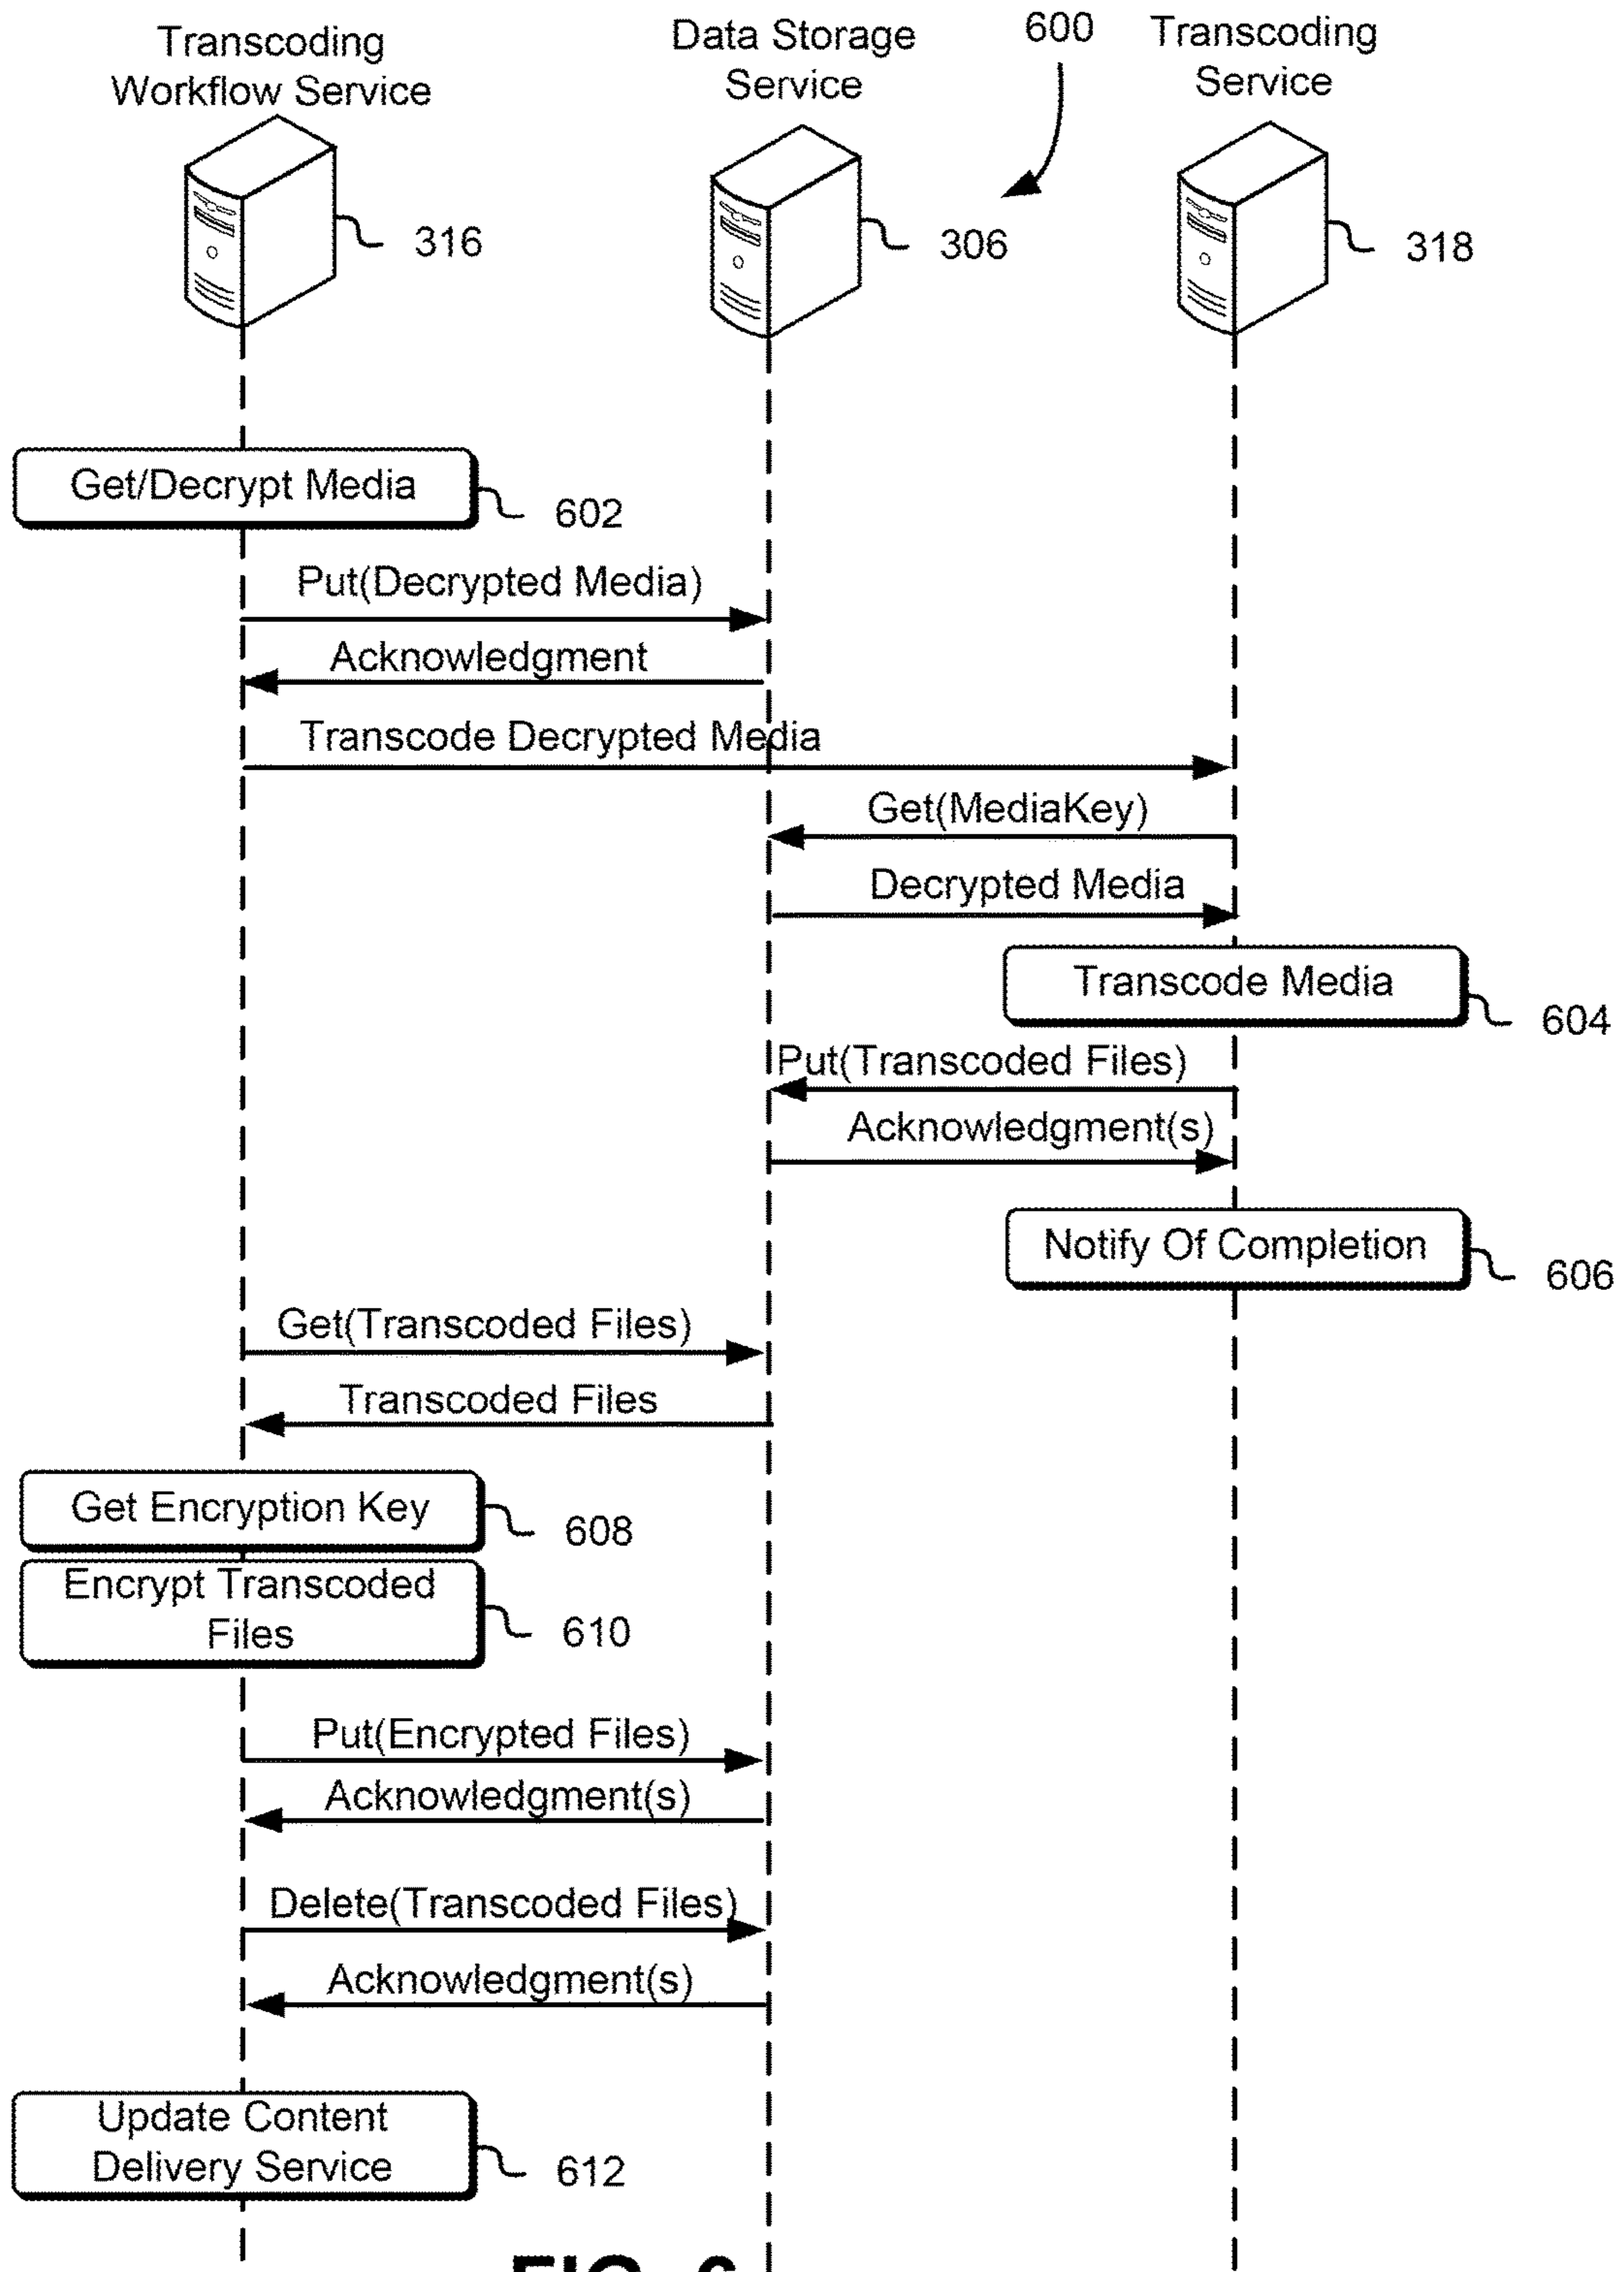 Transcoding
Workflow Service
Data Storage
Service
600
Transcoding
Service
316
306
318
Get/Decrypt Media
602
Put(Decrypted Media)
Acknowledgment
Transcode Decrypted Media
Get(MediaKey)
Decrypted Media
Transcode Media
604
Put(Transcoded Files)
Acknowledgment(s)
Notify Of Completion
606
Get(Transcoded Files)
Transcoded Files
Get Encryption Key
608
Encrypt Transcoded
Files
610
Put(Encrypted Files)
Acknowledgment(s)
Delete(Transcoded Files)
Acknowledgment(s)
Update Content
Delivery Service
612
FIG. 6